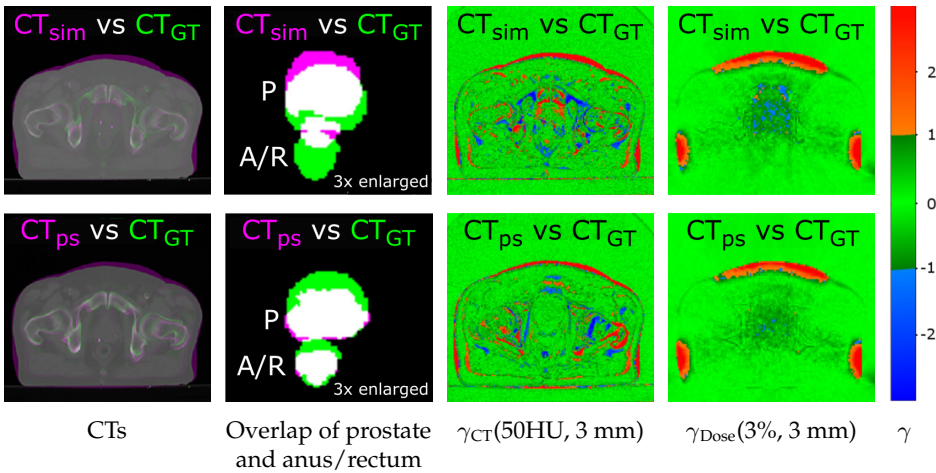 CTsim vs CTGT
CTsim vs CTGT
CTsim vs CTGT
CTsim vs CTGT
P
A/R
3x enlarged
2
1
0
-1
-2
CTps vs CTGT
CTps vs CTGT
CTps vs CTGT
CTps vs CTGT
P
A/R
3x enlarged
CTs
Overlap of prostate
and anus/rectum
γCT(50HU, 3 mm)
γDose(3%, 3 mm)
γ